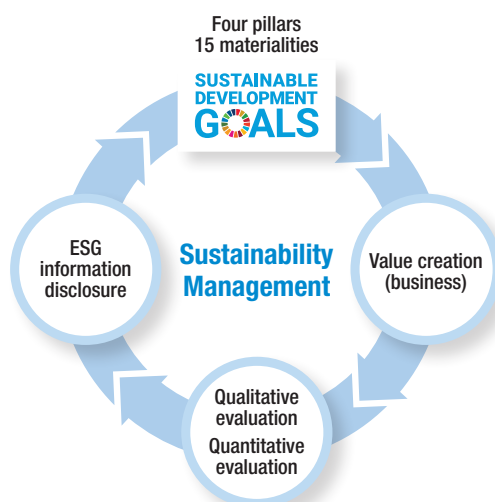 Four pillars
15 materialities
SUSTAINABLE
DEVELOPMENT
GOALS
Value creation
(business)
Qualitative
evaluation
Quantitative
evaluation
ESG
information
disclosure
Sustainability
Management